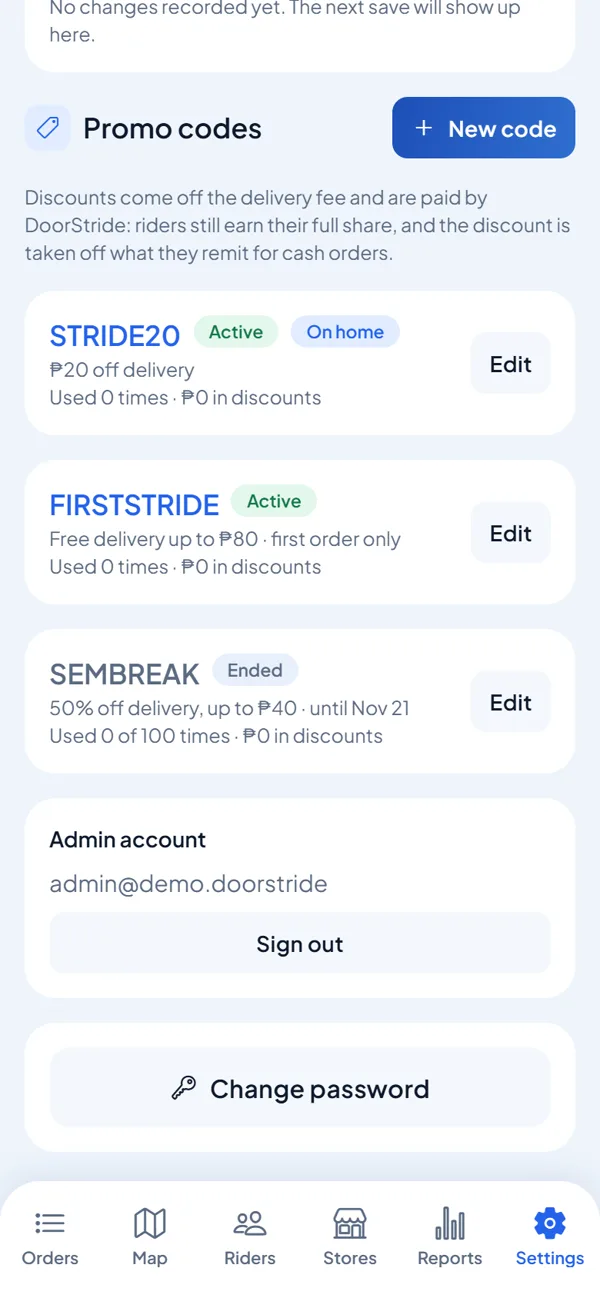 No changes recorded yet. The next save will show up
here.
Promo codes
+ New code
Discounts come off the delivery fee and are paid by
DoorStride: riders still earn their full share, and the discount is
taken off what they remit for cash orders.
STRIDE20 Active On home
₱20 off delivery
Used 0 times · ₱0 in discounts
Edit
FIRSTSTRIDE Active
Free delivery up to ₱80 · first order only
Used 0 times · ₱0 in discounts
Edit
SEMBREAK Ended
50% off delivery, up to ₱40 · until Nov 21
Used 0 of 100 times · ₱0 in discounts
Edit
Admin account
admin@demo.doorstride
Sign out
Change password
Orders Map Riders Stores Reports Settings